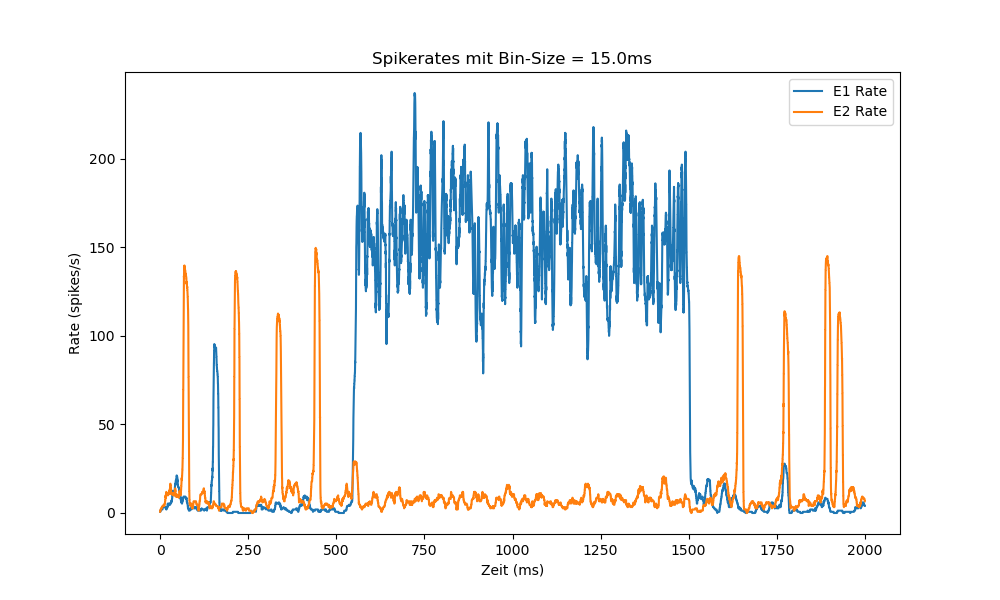 Spikerates mit Bin-Size = 15.0ms
E1 Rate
E2 Rate
Rate (spikes/s)
200
150
100
50
0
0 250 500 750 1000 1250 1500 1750 2000
Zeit (ms)